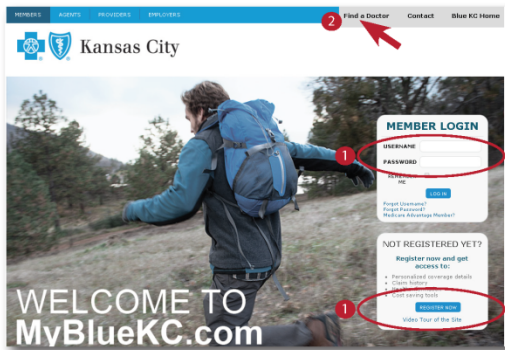 MEMBERS AGENTS PROVIDERS EMPLOYERS
2 Find a Doctor Contact Blue KC Home
Kansas City
MEMBER LOGIN
USERNAME
1 PASSWORD
ME
LOG IN
Forgot Username?
Forgot Password?
Medicare Advantage Member?
NOT REGISTERED YET?
Register now and get
access to:
Personalized coverage details
Claim history
Cost saving tools
1 REGISTER NOW
Video Tour of the Site
WELCOME TO
MyBlueKC.com